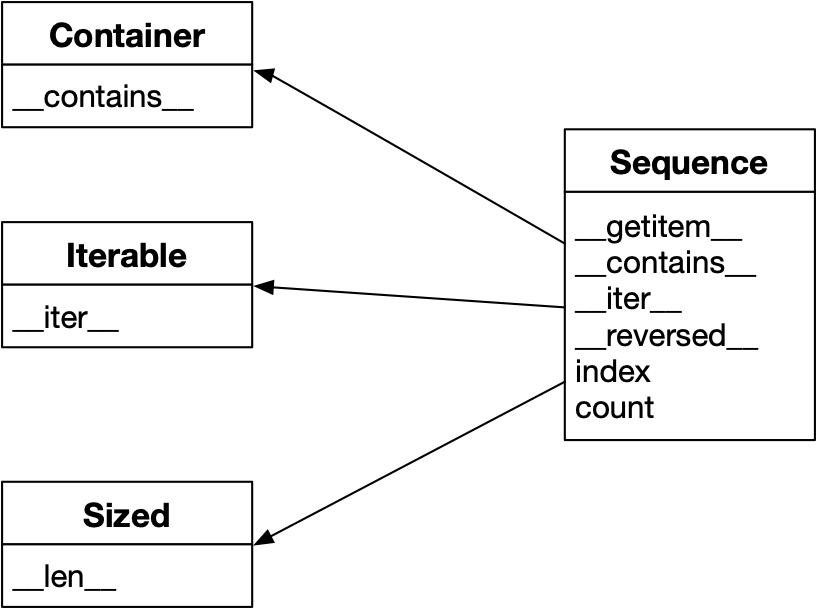 Container
__contains__
Iterable
__iter__
Sized
__len__
Sequence
__getitem__
__contains__
__iter__
__reversed__
index
count